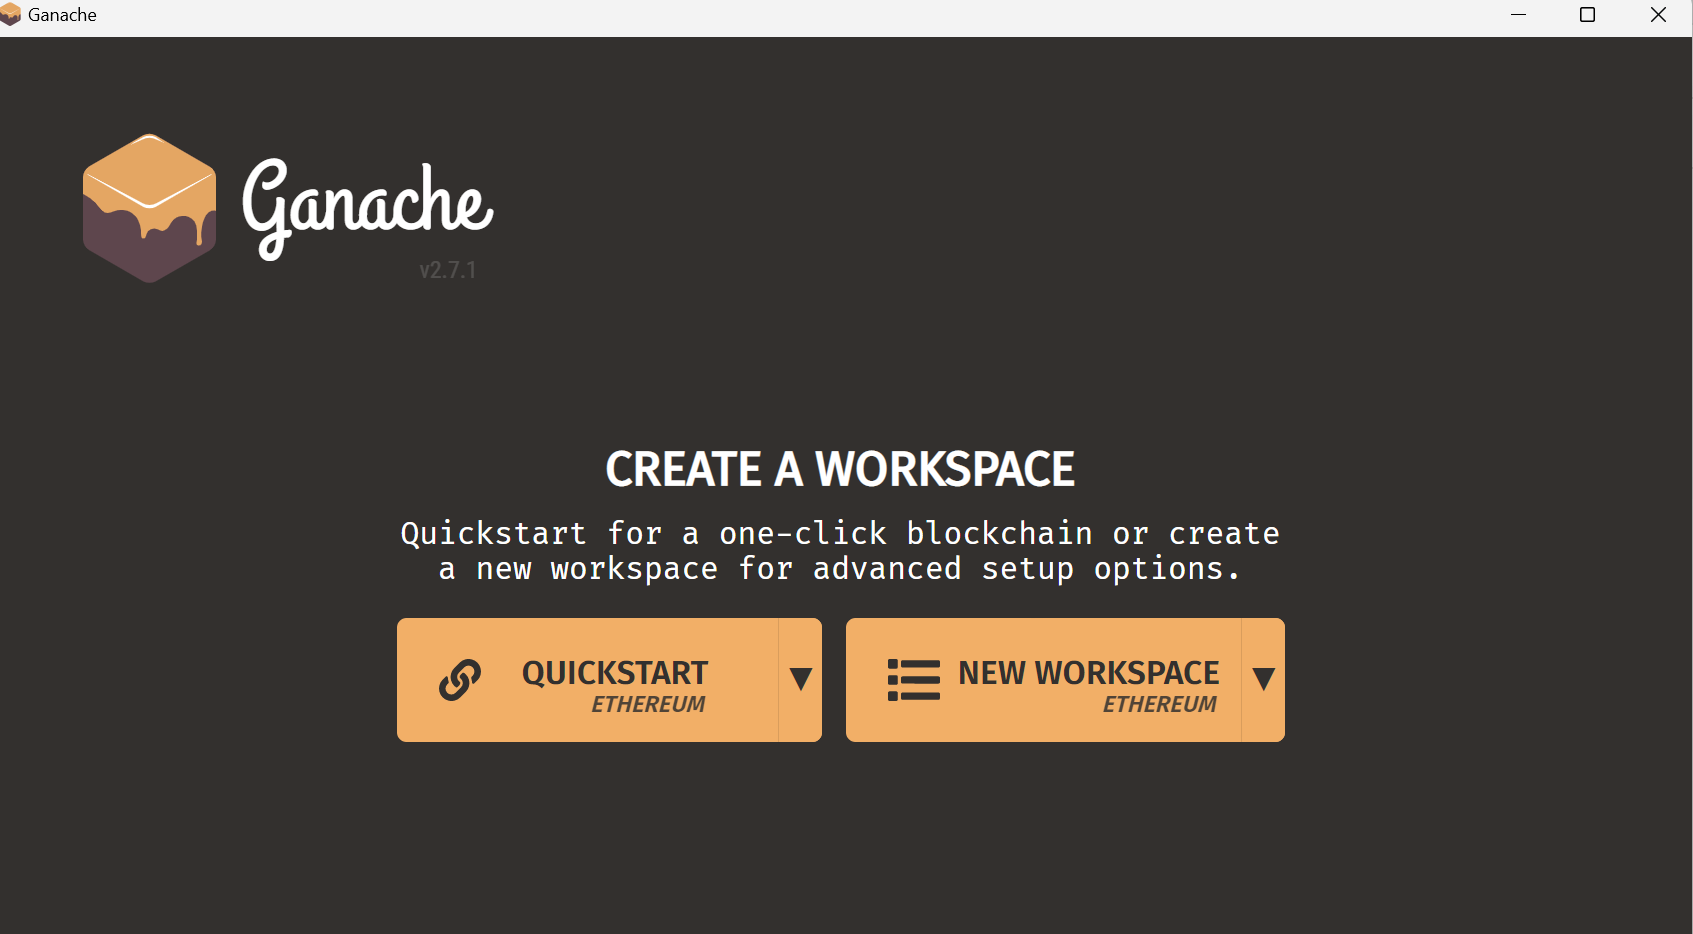 Ganache
Ganache
v2.7.1
CREATE A WORKSPACE
Quickstart for a one-click blockchain or create
a new workspace for advanced setup options.
QUICKSTART
ETHEREUM
NEW WORKSPACE
ETHEREUM